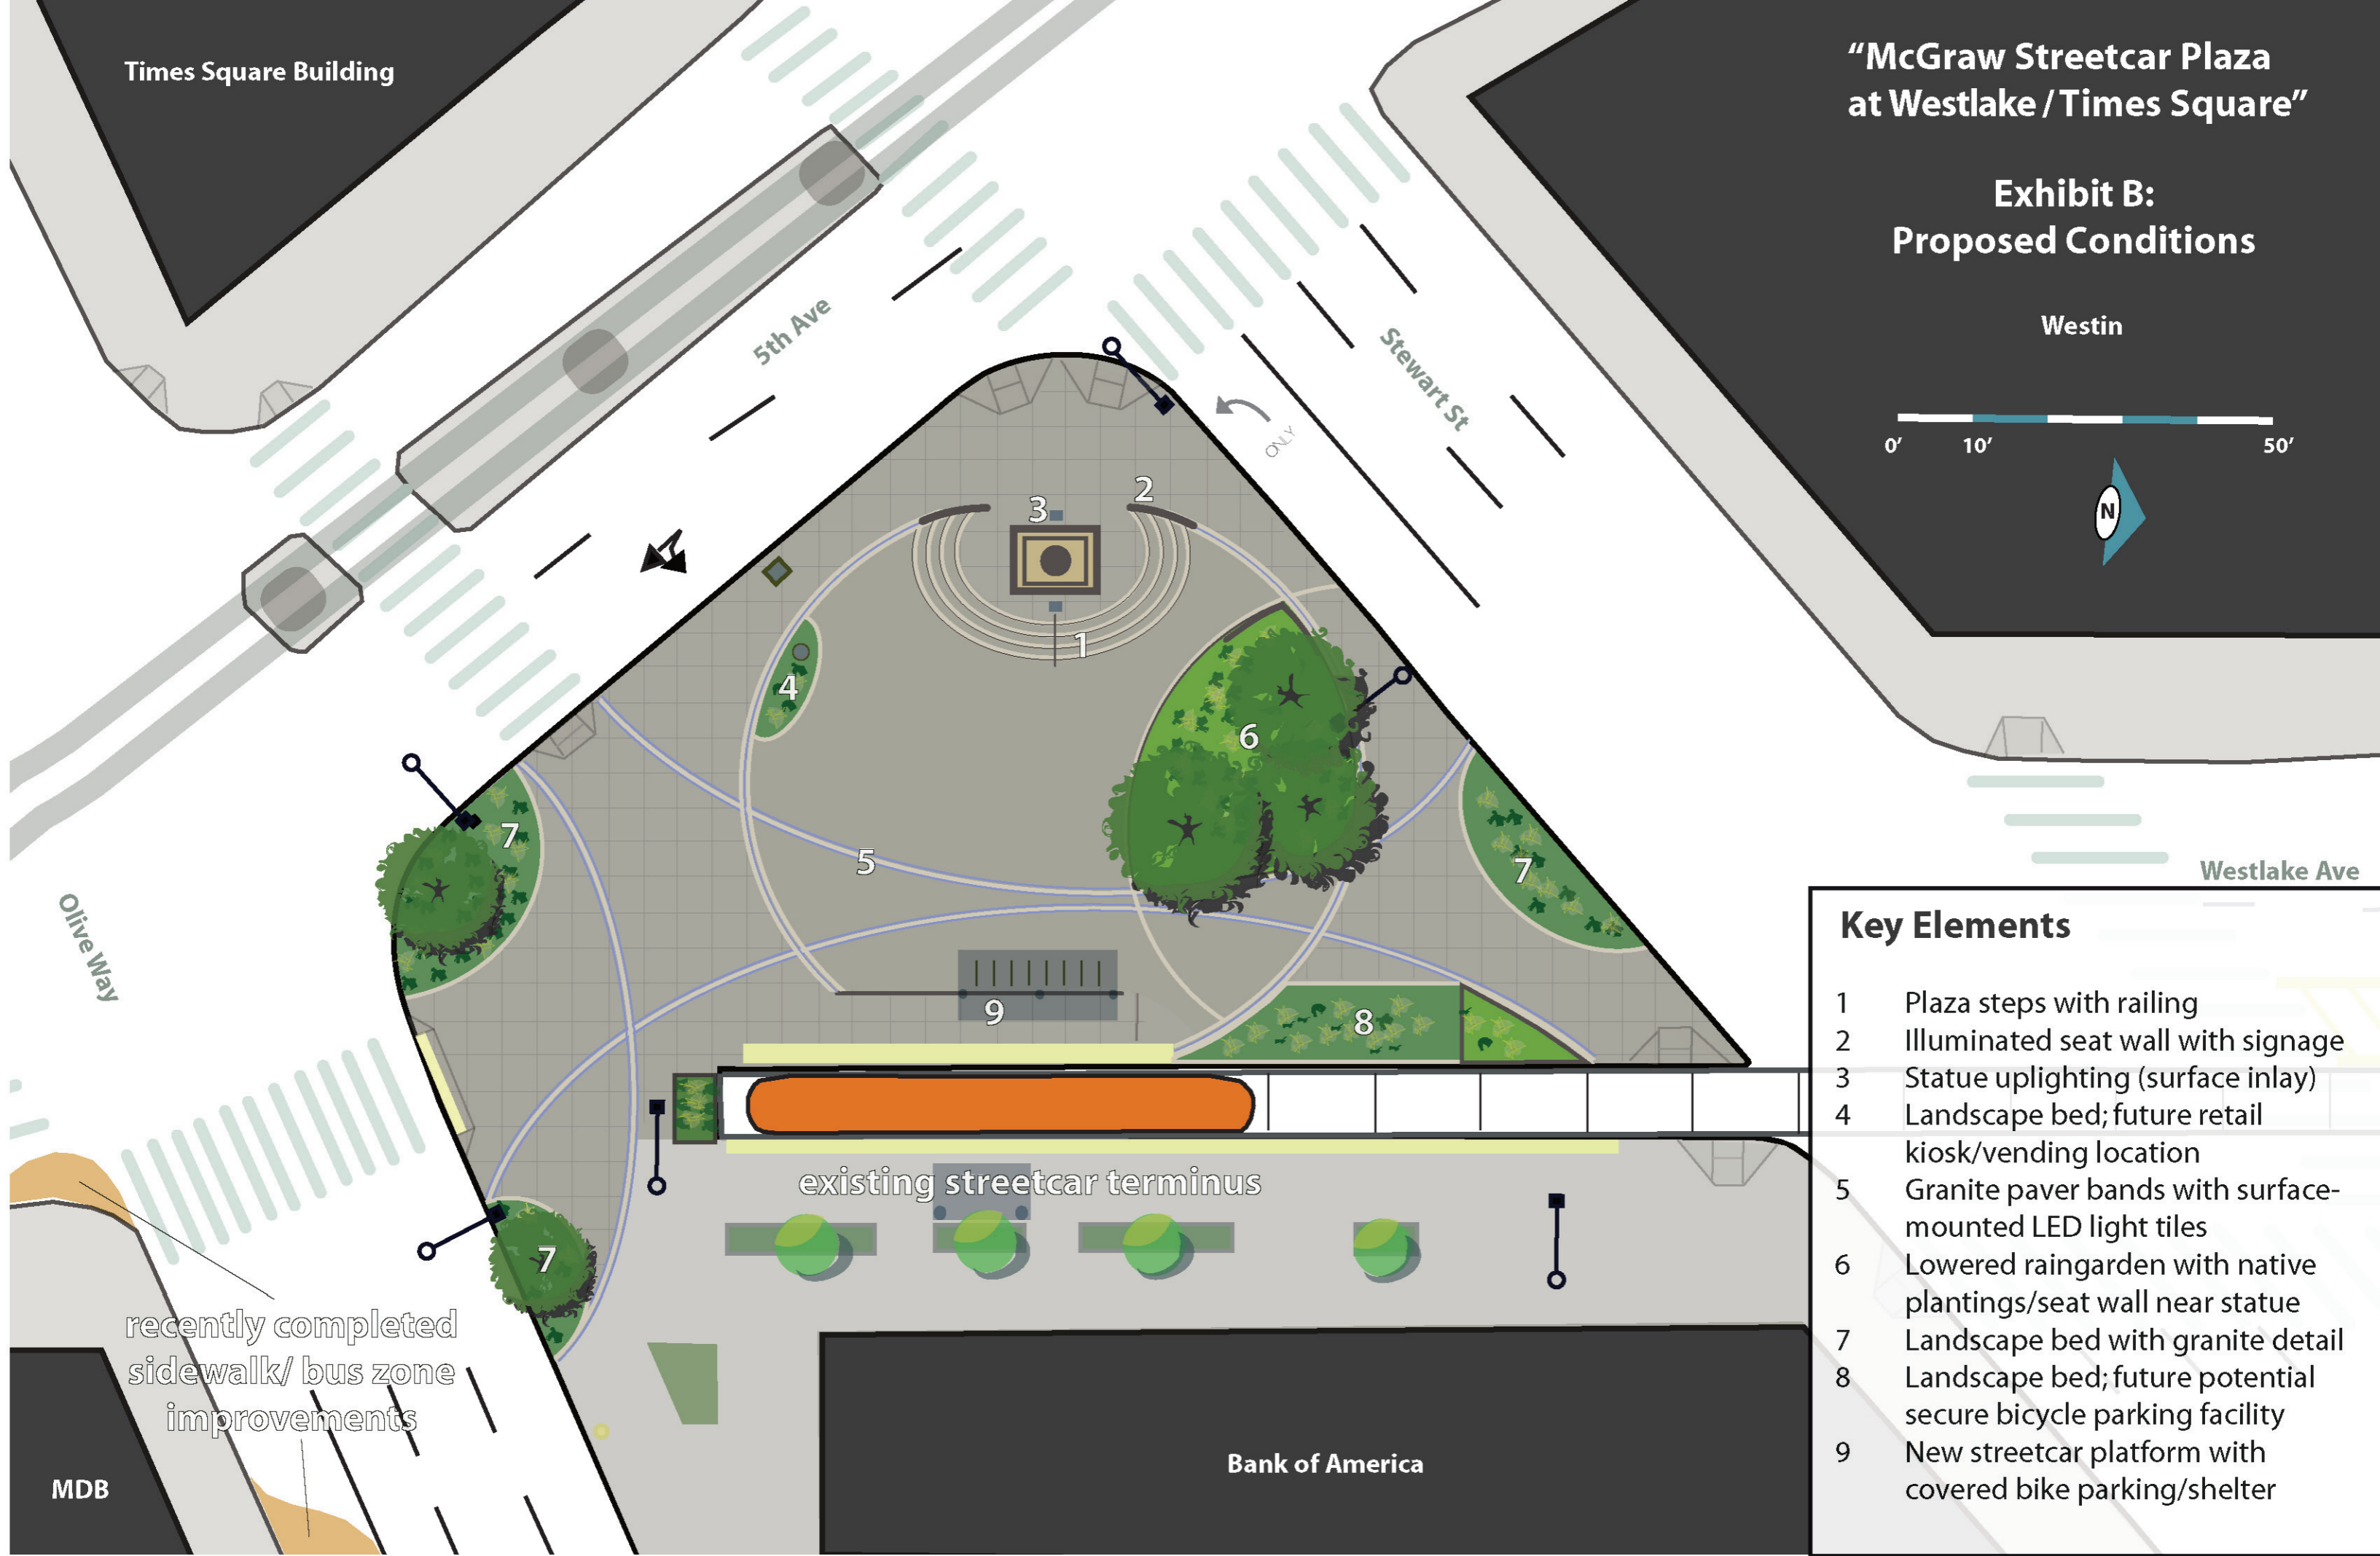 Times Square Building
“McGraw Streetcar Plaza
at Westlake / Times Square”
Exhibit B:
Proposed Conditions
Westin
0’ 10’ 50’
N
5th Ave
Stewart St
ONLY
2
3
1
4
6
5
7
7
Olive Way
Westlake Ave
9
8
existing streetcar terminus
7
recently completed
sidewalk/ bus zone
improvements
MDB
Bank of America
Key Elements
1 Plaza steps with railing
2 Illuminated seat wall with signage
3 Statue uplighting (surface inlay)
4 Landscape bed; future retail
kiosk/vending location
5 Granite paver bands with surface-
mounted LED light tiles
6 Lowered raingarden with native
plantings/seat wall near statue
7 Landscape bed with granite detail
8 Landscape bed; future potential
secure bicycle parking facility
9 New streetcar platform with
covered bike parking/shelter